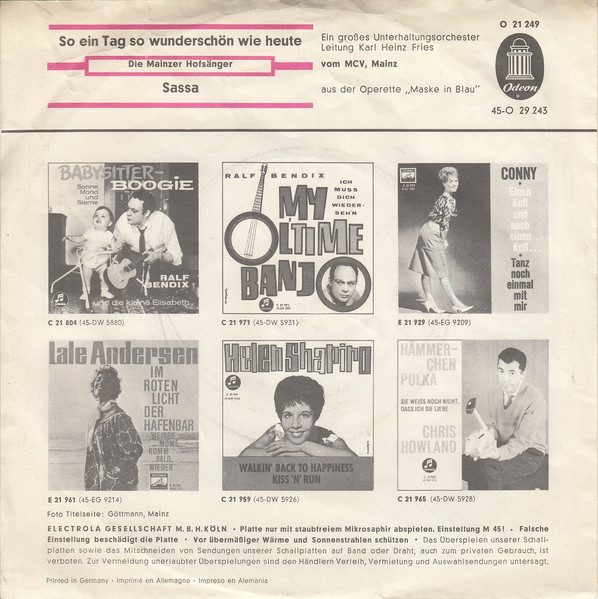 O 21 249
So ein Tag so wunderschön wie heute
Ein großes Unterhaltungsorchester
Leitung Karl Heinz Fries
Die Mainzer Hofsänger
vom MCV, Mainz
Sassa
aus der Operette „Maske in Blau"
Odeon
45-O 29 243
BABYSITTER-
BOOGIE
Sonne
Mond
und
Sterne
RALF
BENDIX
und die kleine Elisabeth
C 21 804 (45-DW 5880)
RALF BENDIX
ICH
MUSS
DICH
WIEDER-
SEH'N
MY
OL'TIME
BANJO
C 21 971 (45-DW 5931)
CONNY
Einen
Kuß
und
noch
einen
Kuß...
Tanz
noch
einmal
mit
mir
E 21 929 (45-EG 9209)
Lale Andersen
IM
ROTEN
LICHT
DER
HAFENBAR
WEISSE
MÖWE
KOMM
BALD
WIEDER
E 21 961 (45-EG 9214)
Helen Shapiro
WALKIN' BACK TO HAPPINESS
KISS 'N' RUN
C 21 959 (45-DW 5926)
HÄMMER-
CHEN
POLKA
SIE WEISS NOCH NICHT,
DASS ICH SIE LIEBE
CHRIS
HOWLAND
C 21 965 (45-DW 5928)
Foto Titelseite: Göttmann, Mainz
ELECTROLA GESELLSCHAFT M. B. H. KÖLN • Platte nur mit staubfreiem Mikrosaphir abspielen. Einstellung M 45! • Falsche
Einstellung beschädigt die Platte • Vor übermäßiger Wärme und Sonnenstrahlen schützen • Das Überspielen unserer Schall-
platten sowie das Mitschneiden von Sendungen unserer Schallplatten auf Band oder Draht, auch zum privaten Gebrauch, ist
verboten. Zur Vermeidung unerlaubter Überspielungen sind den Händlern Verleih, Vermietung und Auswahlsendungen untersagt.
Printed in Germany • Imprimé en Allemagne • Impreso en Alemania